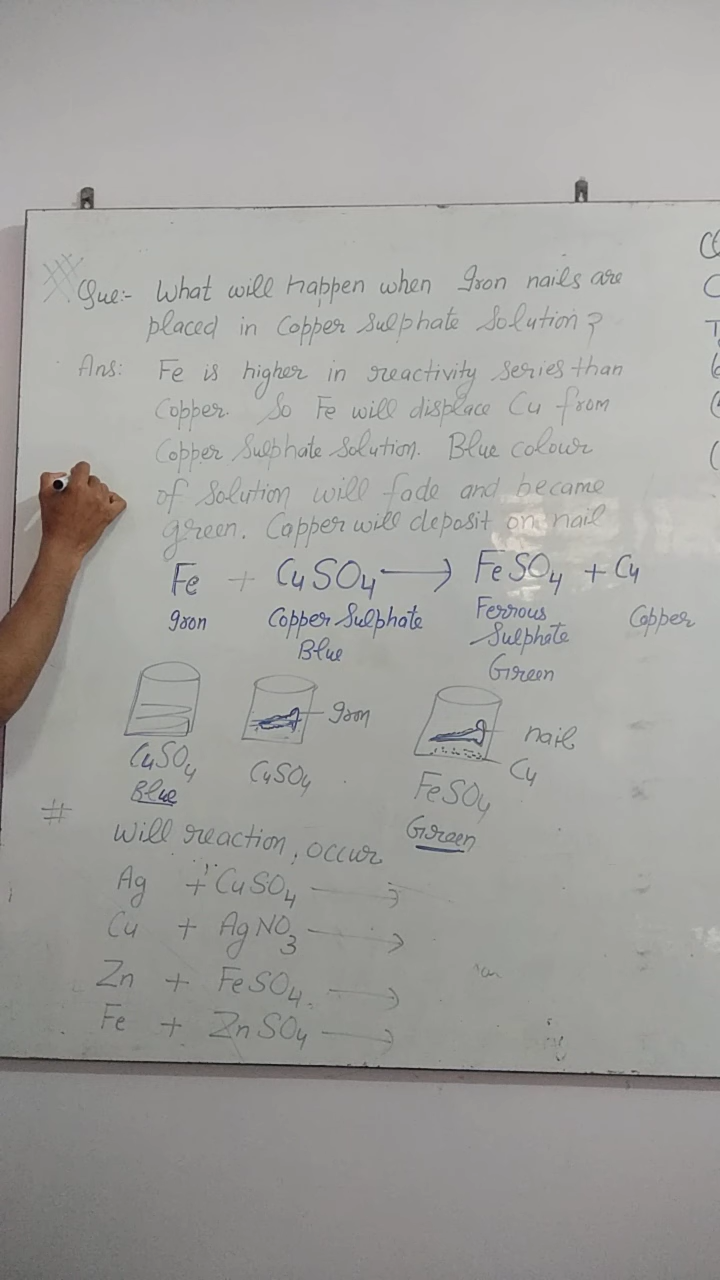 Que:- What will happen when Iron nails are
placed in Copper Sulphate Solution?
Ans: Fe is higher in reactivity series than
Copper. So Fe will displace Cu from
Copper Sulphate Solution. Blue colour
of Solution will fade and became
green. Capper will deposit on nail
Fe + CuSO4 → FeSO4 + Cu
Iron Copper Sulphate Ferrous Copper
Sulphate
Blue
Green
Iron
nail
Cu
CuSO4 CuSO4 FeSO4
Blue Green
# Will reaction, occur
Ag + CuSO4 →
Cu + AgNO3 →
Zn + FeSO4 →
Fe + ZnSO4 →